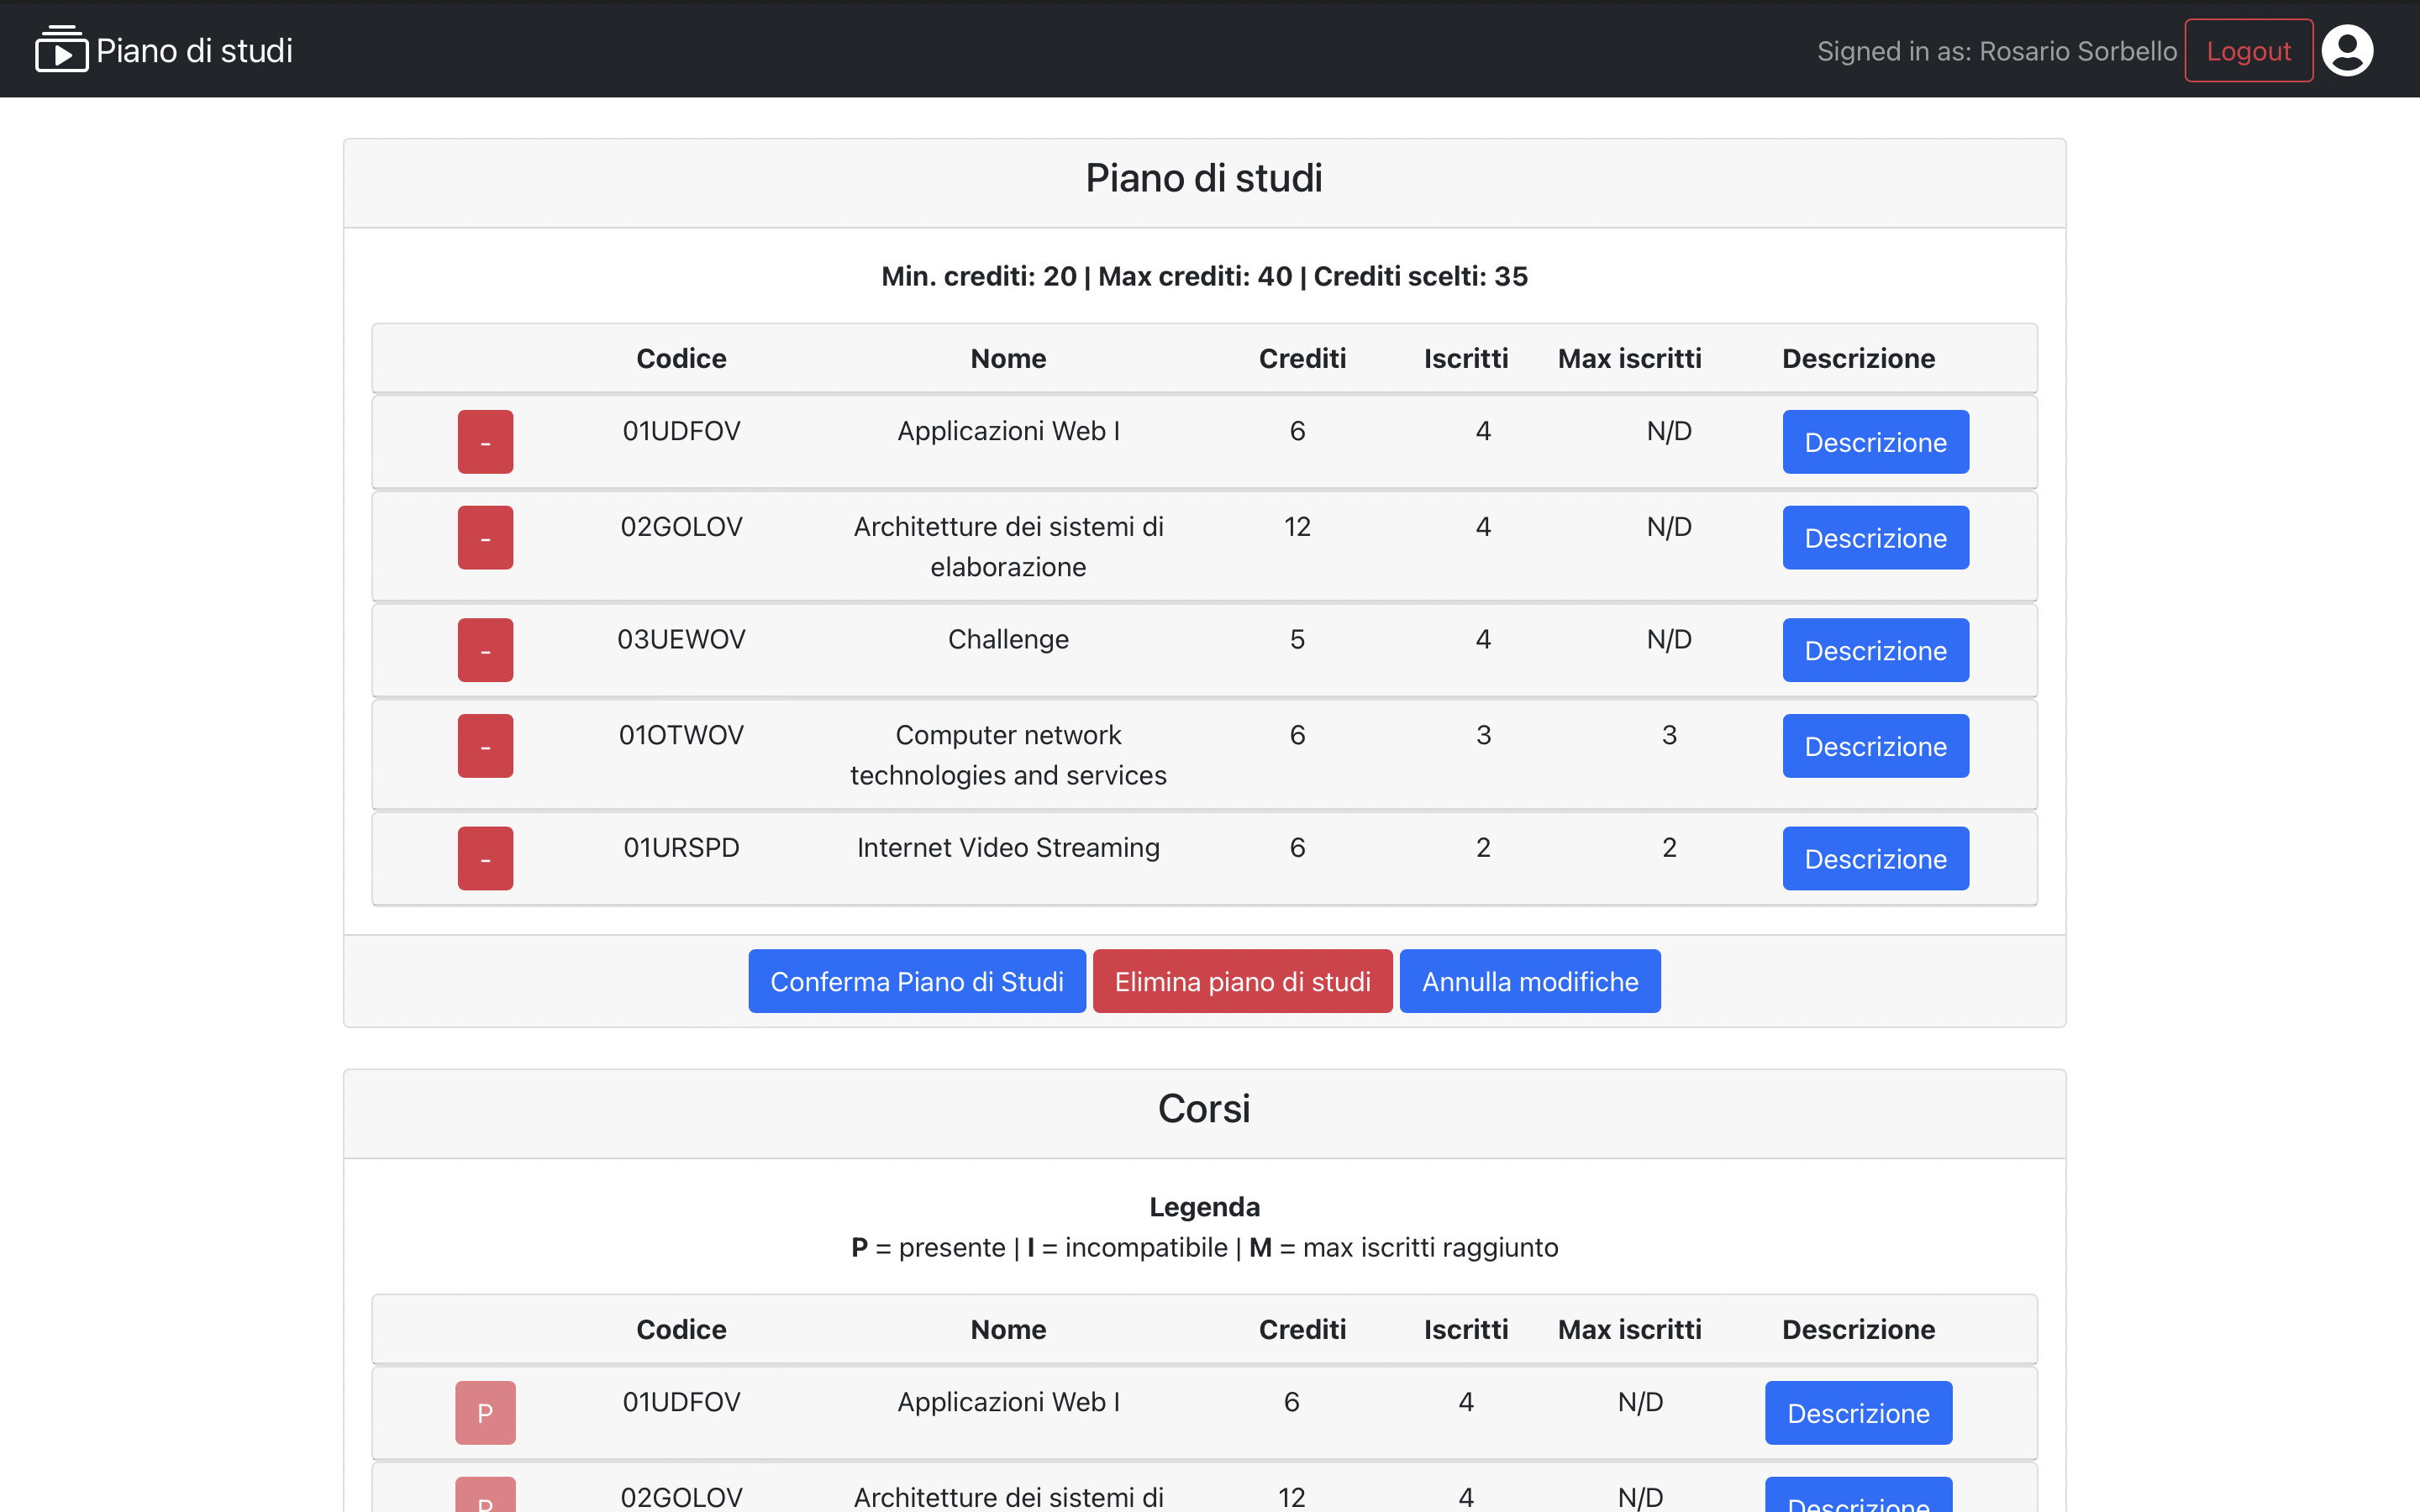 Piano di studi
Signed in as: Rosario Sorbello Logout
Piano di studi
Min. crediti: 20 | Max crediti: 40 | Crediti scelti: 35
Codice Nome Crediti Iscritti Max iscritti Descrizione
- 01UDFOV Applicazioni Web I 6 4 N/D Descrizione
- 02GOLOV Architetture dei sistemi di elaborazione 12 4 N/D Descrizione
- 03UEWOV Challenge 5 4 N/D Descrizione
- 01OTWOV Computer network technologies and services 6 3 3 Descrizione
- 01URSPD Internet Video Streaming 6 2 2 Descrizione
Conferma Piano di Studi Elimina piano di studi Annulla modifiche
Corsi
Legenda
P = presente | I = incompatibile | M = max iscritti raggiunto
Codice Nome Crediti Iscritti Max iscritti Descrizione
P 01UDFOV Applicazioni Web I 6 4 N/D Descrizione
P 02GOLOV Architetture dei sistemi di 12 4 N/D Descrizione